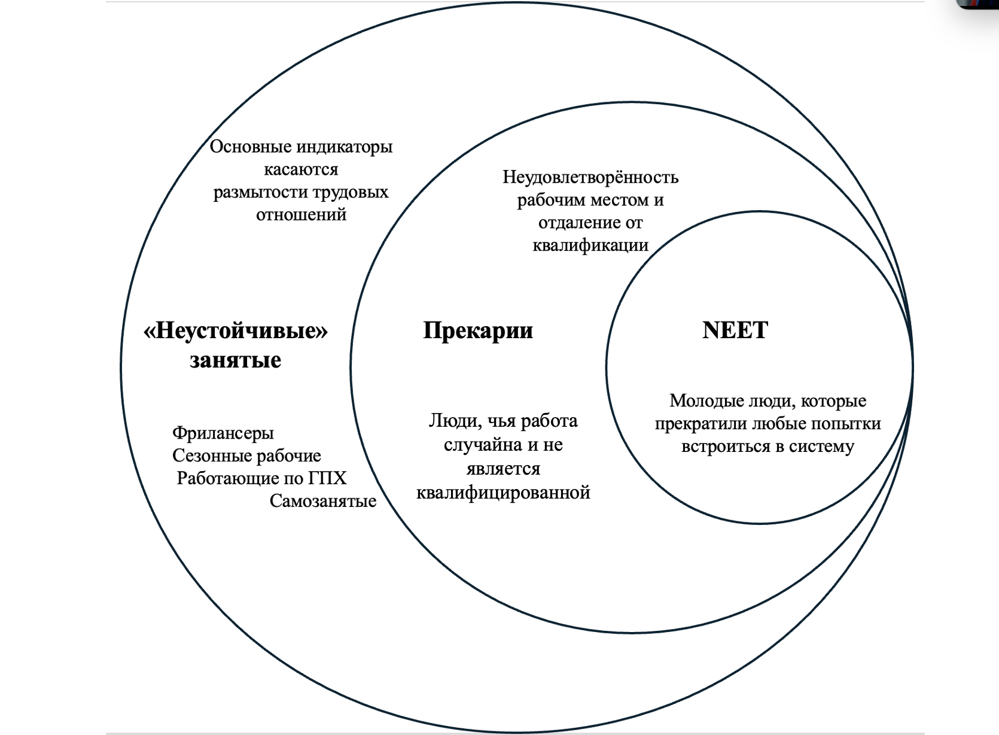 Основные индикаторы
касаются
размытости трудовых
отношений
Неудовлетворённость
рабочим местом и
отдаление от
квалификации
«Неустойчивые»
занятые
Прекарии
NEET
Фрилансеры
Сезонные рабочие
Работающие по ГПХ
Самозанятые
Люди, чья работа
случайна и не
является
квалифицированной
Молодые люди, которые
прекратили любые попытки
встроиться в систему